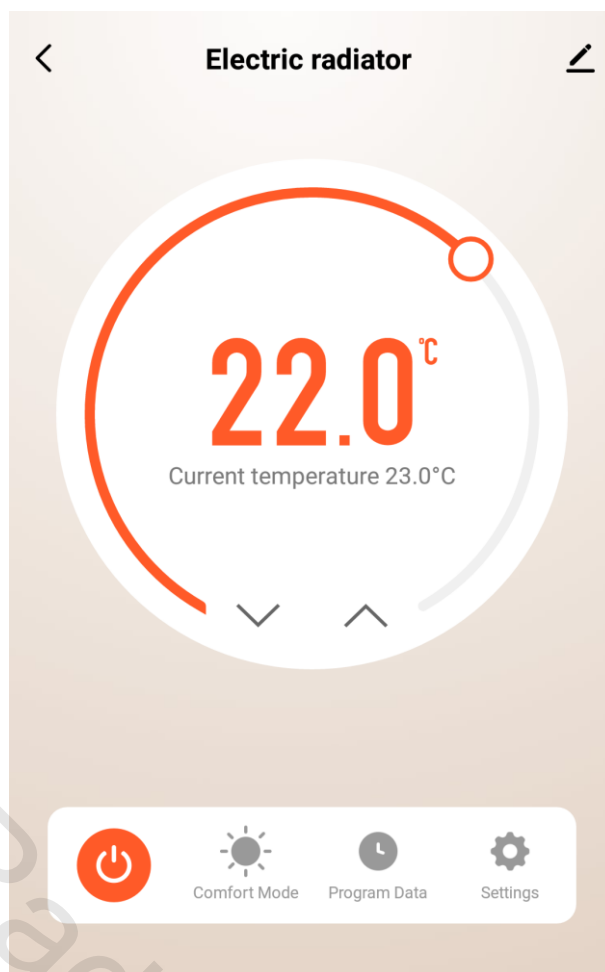 Electric radiator
22.0°C
Current temperature 23.0°C
Comfort Mode
Program Data
Settings